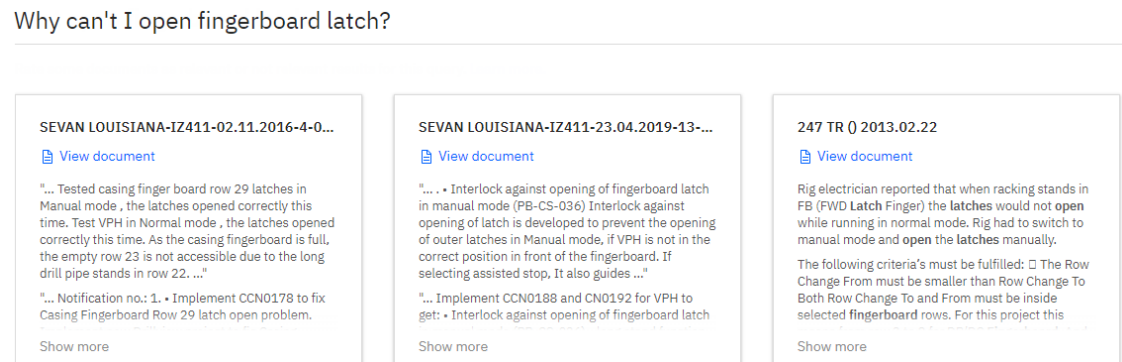 Why can't I open fingerboard latch?
SEVAN LOUISIANA-IZ411-02.11.2016-4-0...
View document
"... Tested casing finger board row 29 latches in
Manual mode , the latches opened correctly this
time. Test VPH in Normal mode , the latches opened
correctly this time. As the casing fingerboard is full,
the empty row 23 is not accessible due to the long
drill pipe stands in row 22. ..."
"... Notification no.: 1. • Implement CCN0178 to fix
Casing Fingerboard Row 29 latch open problem.
Show more
SEVAN LOUISIANA-IZ411-23.04.2019-13-...
View document
"... . • Interlock against opening of fingerboard latch
in manual mode (PB-CS-036) Interlock against
opening of latch is developed to prevent the opening
of outer latches in Manual mode, if VPH is not in the
correct position in front of the fingerboard. If
selecting assisted stop, It also guides ..."
"... Implement CCN0188 and CN0192 for VPH to
get: • Interlock against opening of fingerboard latch
Show more
247 TR () 2013.02.22
View document
Rig electrician reported that when racking stands in
FB (FWD Latch Finger) the latches would not open
while running in normal mode. Rig had to switch to
manual mode and open the latches manually.
The following criteria's must be fulfilled: □ The Row
Change From must be smaller than Row Change To
Both Row Change To and From must be inside
selected fingerboard rows. For this project this
Show more